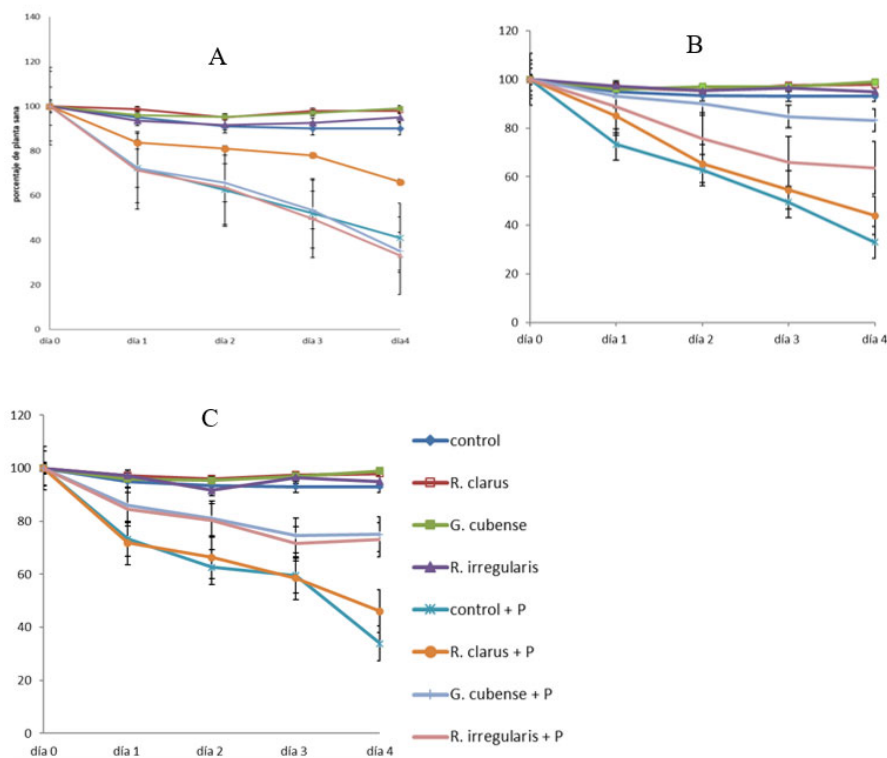 A
porcentaje de planta sana
140
120
100
80
60
40
20
0
día 0
día 1
día 2
día 3
día4
B
120
100
80
60
40
20
0
día 0
día 1
día 2
día 3
día 4
C
120
100
80
60
40
20
0
día 0
día 1
día 2
día 3
día 4
control
R. clarus
G. cubense
R. irregularis
control + P
R. clarus + P
G. cubense + P
R. irregularis + P